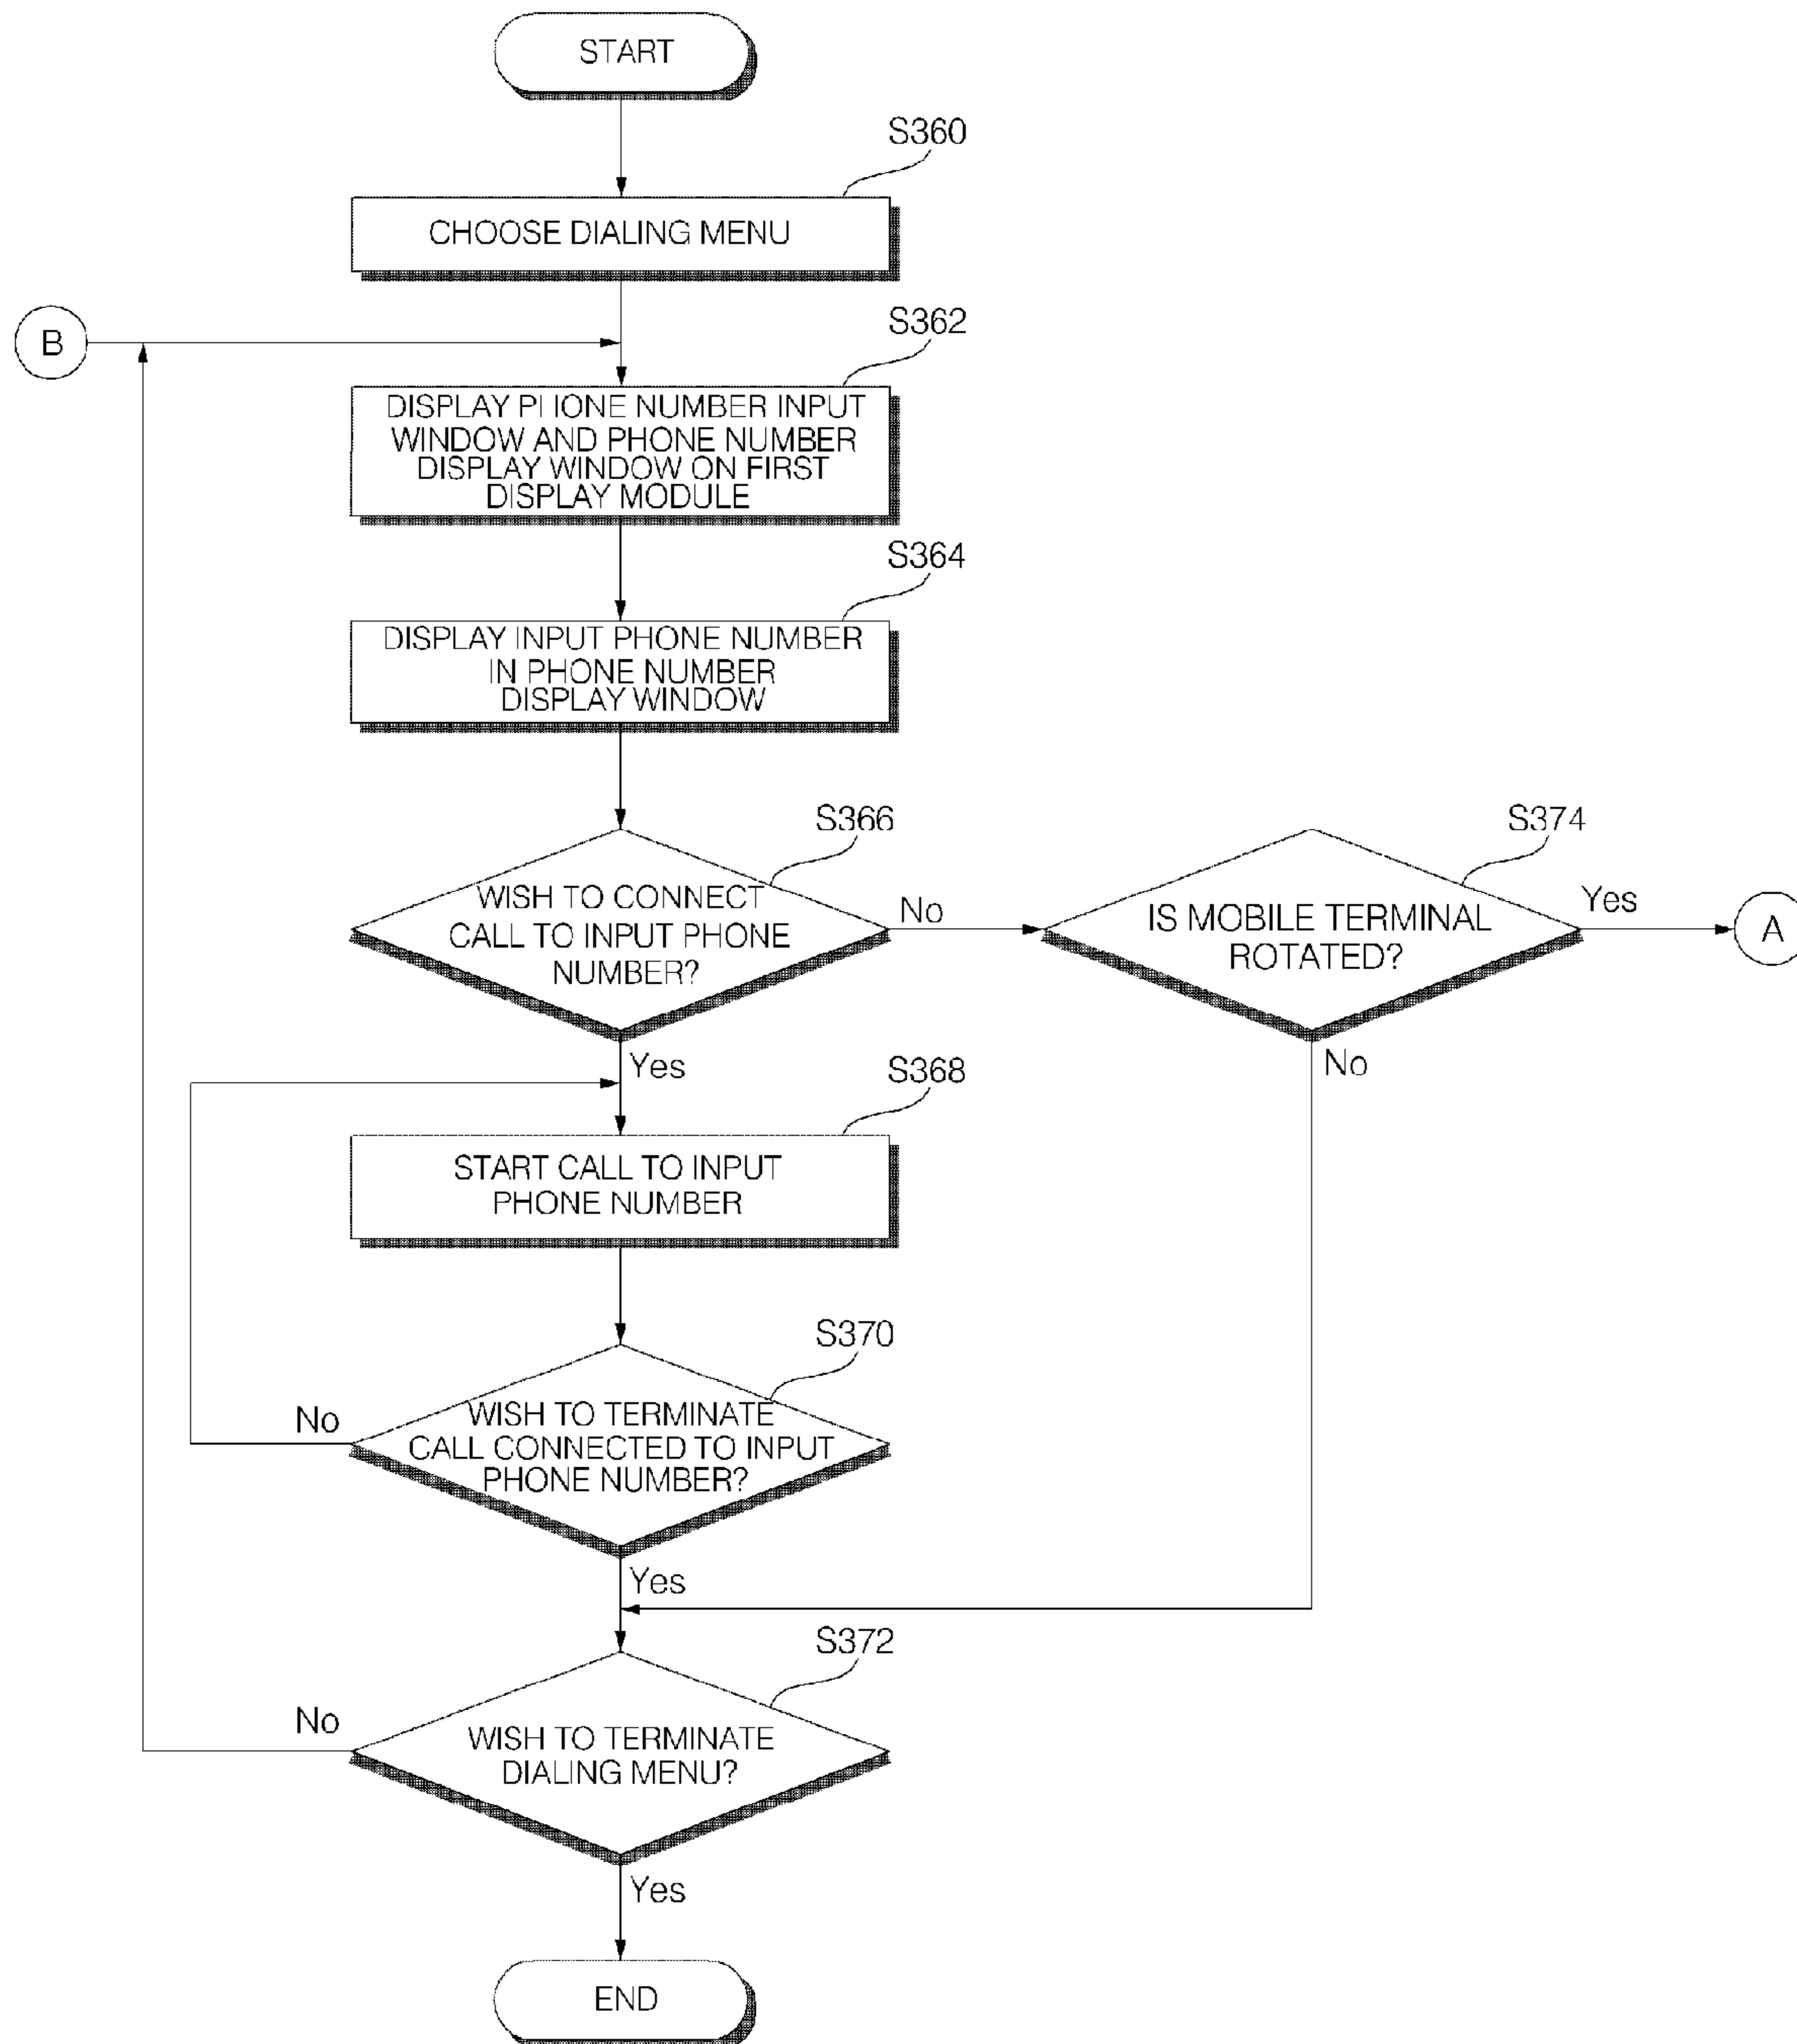 START
S360
CHOOSE DIALING MENU
B
S362
DISPLAY PHONE NUMBER INPUT
WINDOW AND PHONE NUMBER
DISPLAY WINDOW ON FIRST
DISPLAY MODULE
S364
DISPLAY INPUT PHONE NUMBER
IN PHONE NUMBER
DISPLAY WINDOW
S366
WISH TO CONNECT
CALL TO INPUT PHONE
NUMBER?
No
S374
IS MOBILE TERMINAL
ROTATED?
Yes
A
Yes
No
S368
START CALL TO INPUT
PHONE NUMBER
S370
No
WISH TO TERMINATE
CALL CONNECTED TO INPUT
PHONE NUMBER?
Yes
S372
No
WISH TO TERMINATE
DIALING MENU?
Yes
END